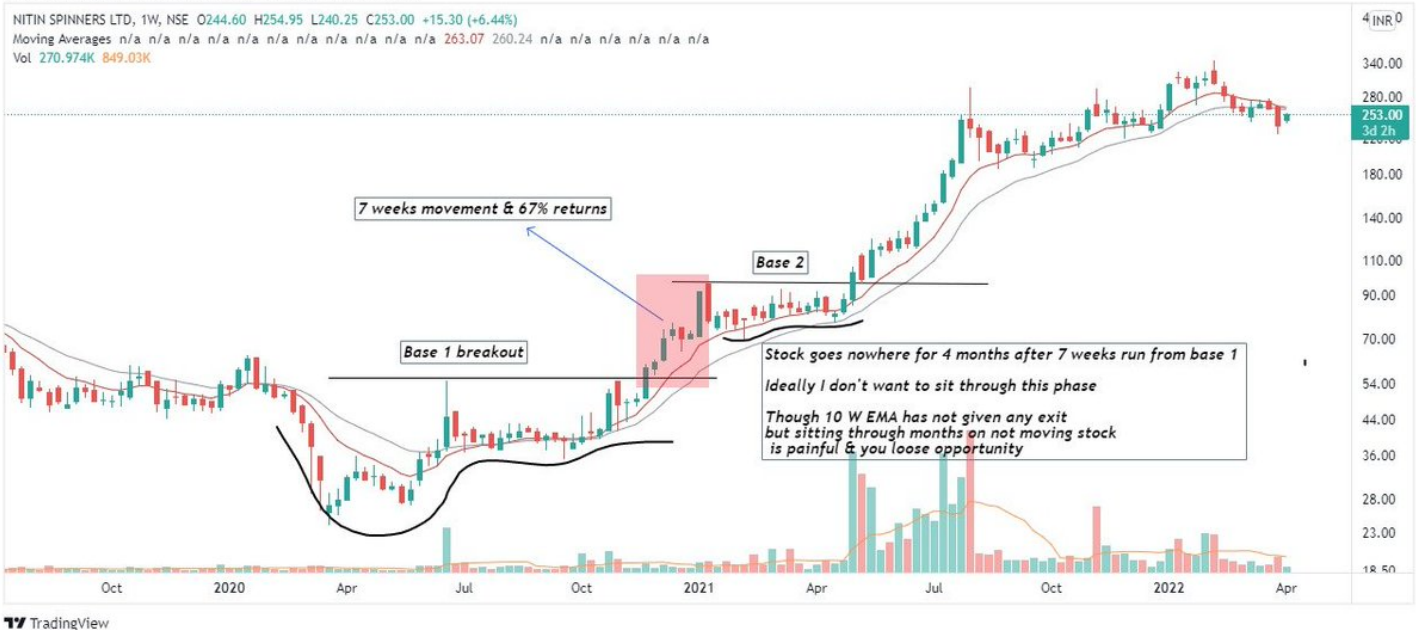 NITIN SPINNERS LTD, 1W, NSE O244.60 H254.95 L240.25 C253.00 +15.30 (+6.44%)
Moving Averages n/a n/a n/a n/a n/a n/a n/a n/a n/a n/a n/a 263.07 260.24 n/a n/a n/a n/a n/a n/a
Vol 270.974K 849.03K
INR
340.00
280.00
253.00
3d 2h
180.00
140.00
110.00
90.00
70.00
54.00
44.00
36.00
28.00
23.00
18.50
7 weeks movement & 67% returns
Base 2
Base 1 breakout
Stock goes nowhere for 4 months after 7 weeks run from base 1
Ideally I don't want to sit through this phase
Though 10 W EMA has not given any exit
but sitting through months on not moving stock
is painful & you loose opportunity
Oct 2020 Apr Jul Oct 2021 Apr Jul Oct 2022 Apr
TradingView